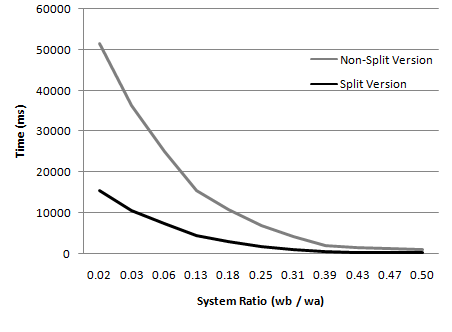 60000
50000
40000
30000
20000
10000
0
Time (ms)
Non-Split Version
Split Version
0.02 0.03 0.06 0.13 0.18 0.25 0.31 0.39 0.43 0.47 0.50
System Ratio (wb / wa)